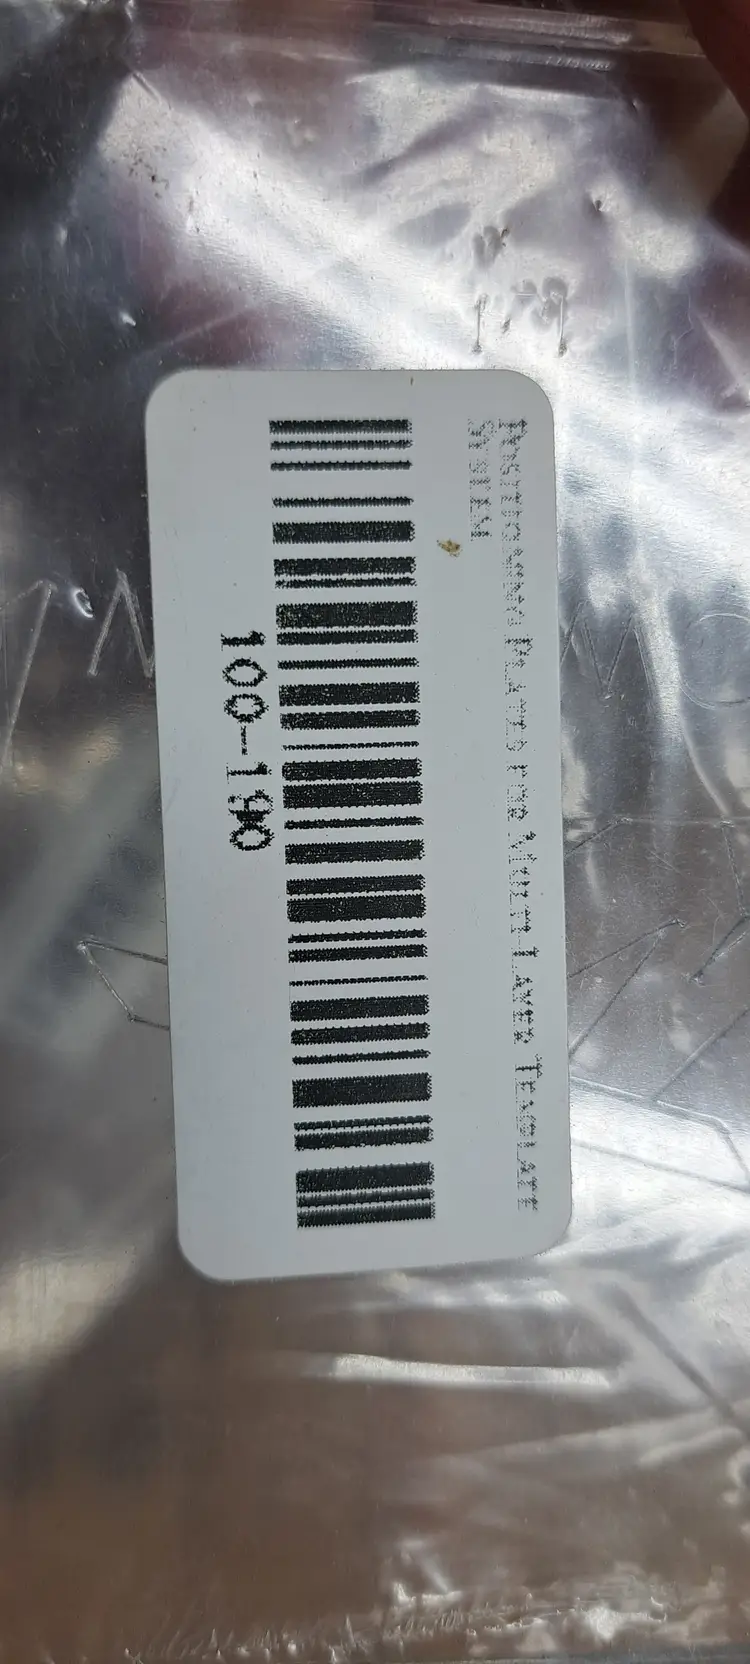 Positioning Plates for Multi-Layer Template
System
100-190